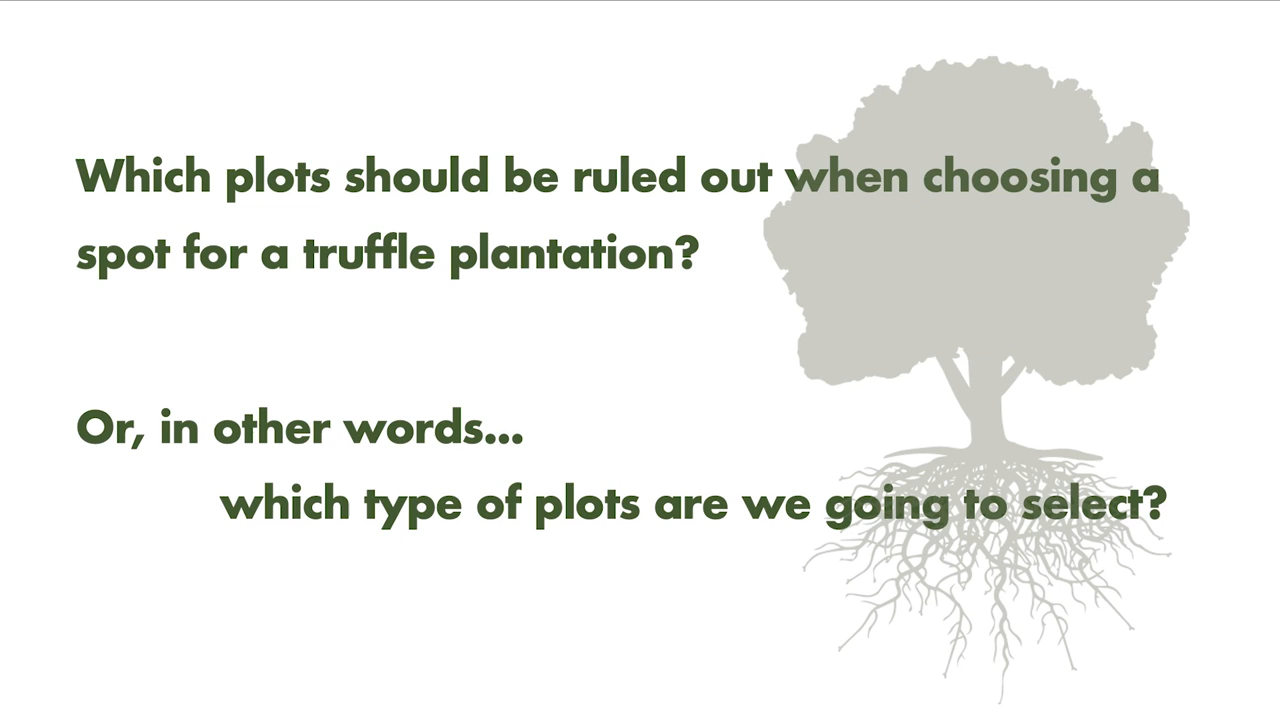 Which plots should be ruled out when choosing a
spot for a truffle plantation?
Or, in other words...
which type of plots are we going to select?